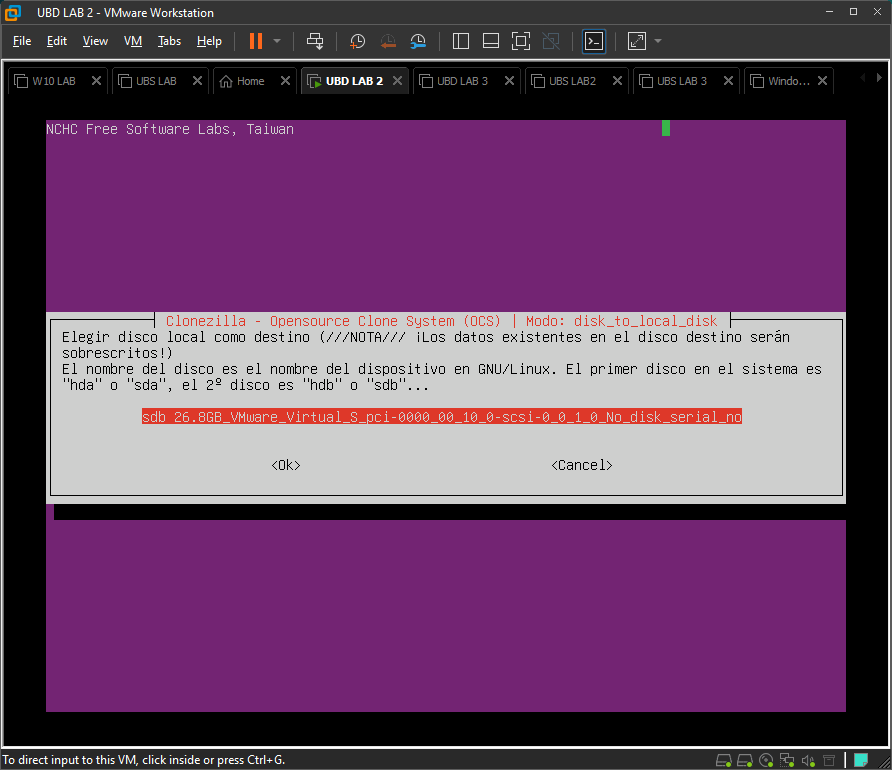 UBD LAB 2 - VMware Workstation
File Edit View VM Tabs Help
W10 LAB UBS LAB Home UBD LAB 2 UBD LAB 3 UBS LAB2 UBS LAB 3 Windo...
NCHC Free Software Labs, Taiwan
Clonezilla - Opensource Clone System (OCS) | Modo: disk_to_local_disk
Elegir disco local como destino (///NOTA/// ¡Los datos existentes en el disco destino serán
sobrescritos!)
El nombre del disco es el nombre del dispositivo en GNU/Linux. El primer disco en el sistema es
"hda" o "sda", el 2º disco es "hdb" o "sdb"...
sdb 26.8GB_VMware_Virtual_S_pci-0000_00_10_0-scsi-0_0_1_0_No_disk_serial_no
<Ok> <Cancel>
To direct input to this VM, click inside or press Ctrl+G.